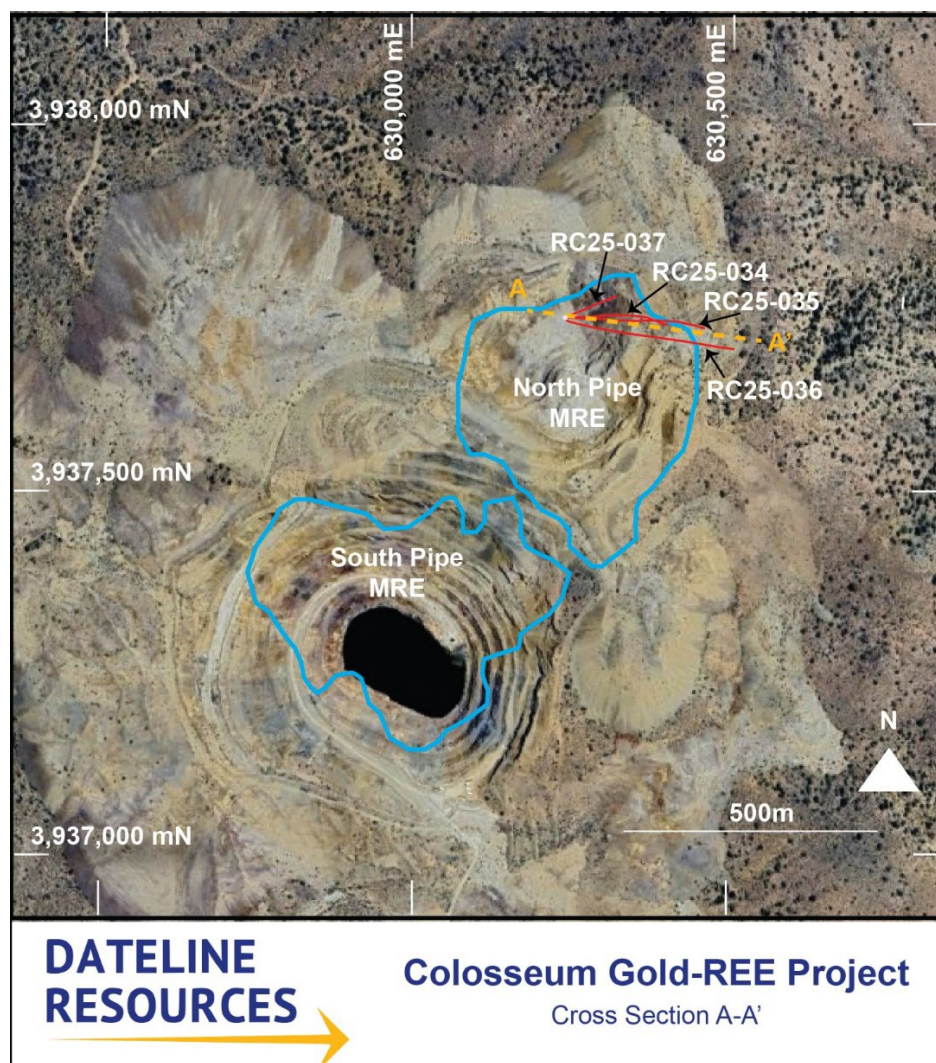 630,000 mE
630,500 mE
3,938,000 mN
RC25-037
RC25-034
A
RC25-035
A'
RC25-036
North Pipe
MRE
3,937,500 mN
South Pipe
MRE
N
500m
3,937,000 mN
DATELINE
RESOURCES
Colosseum Gold-REE Project
Cross Section A-A'